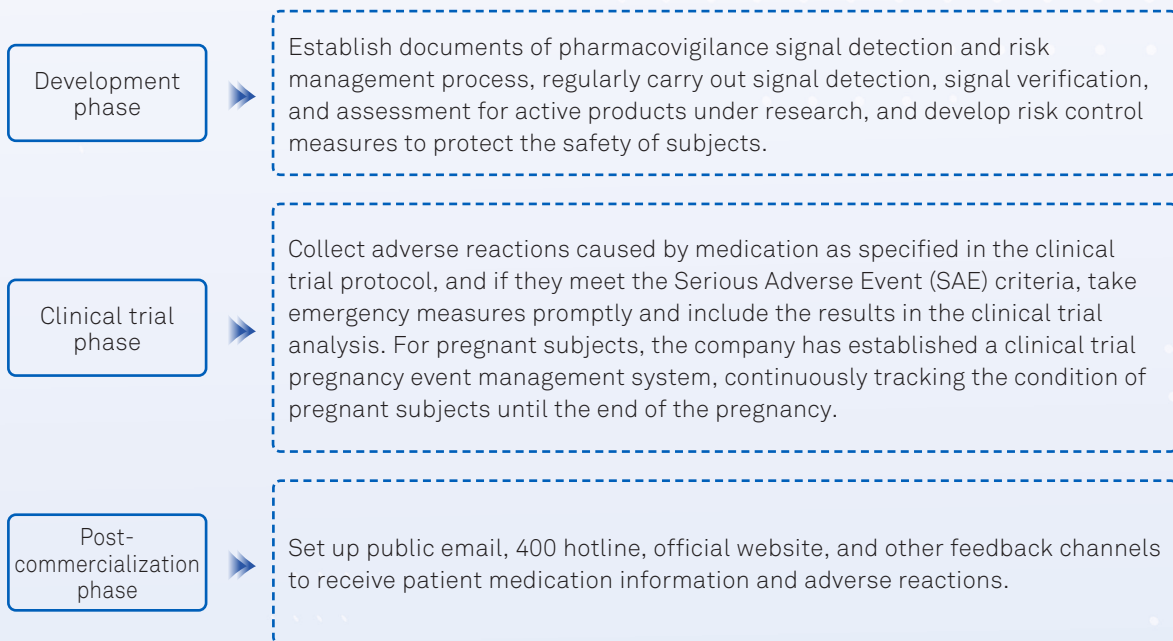 Development
phase
Establish documents of pharmacovigilance signal detection and risk
management process, regularly carry out signal detection, signal verification,
and assessment for active products under research, and develop risk control
measures to protect the safety of subjects.
Clinical trial
phase
Collect adverse reactions caused by medication as specified in the clinical
trial protocol, and if they meet the Serious Adverse Event (SAE) criteria, take
emergency measures promptly and include the results in the clinical trial
analysis. For pregnant subjects, the company has established a clinical trial
pregnancy event management system, continuously tracking the condition of
pregnant subjects until the end of the pregnancy.
Post-
commercialization
phase
Set up public email, 400 hotline, official website, and other feedback channels
to receive patient medication information and adverse reactions.